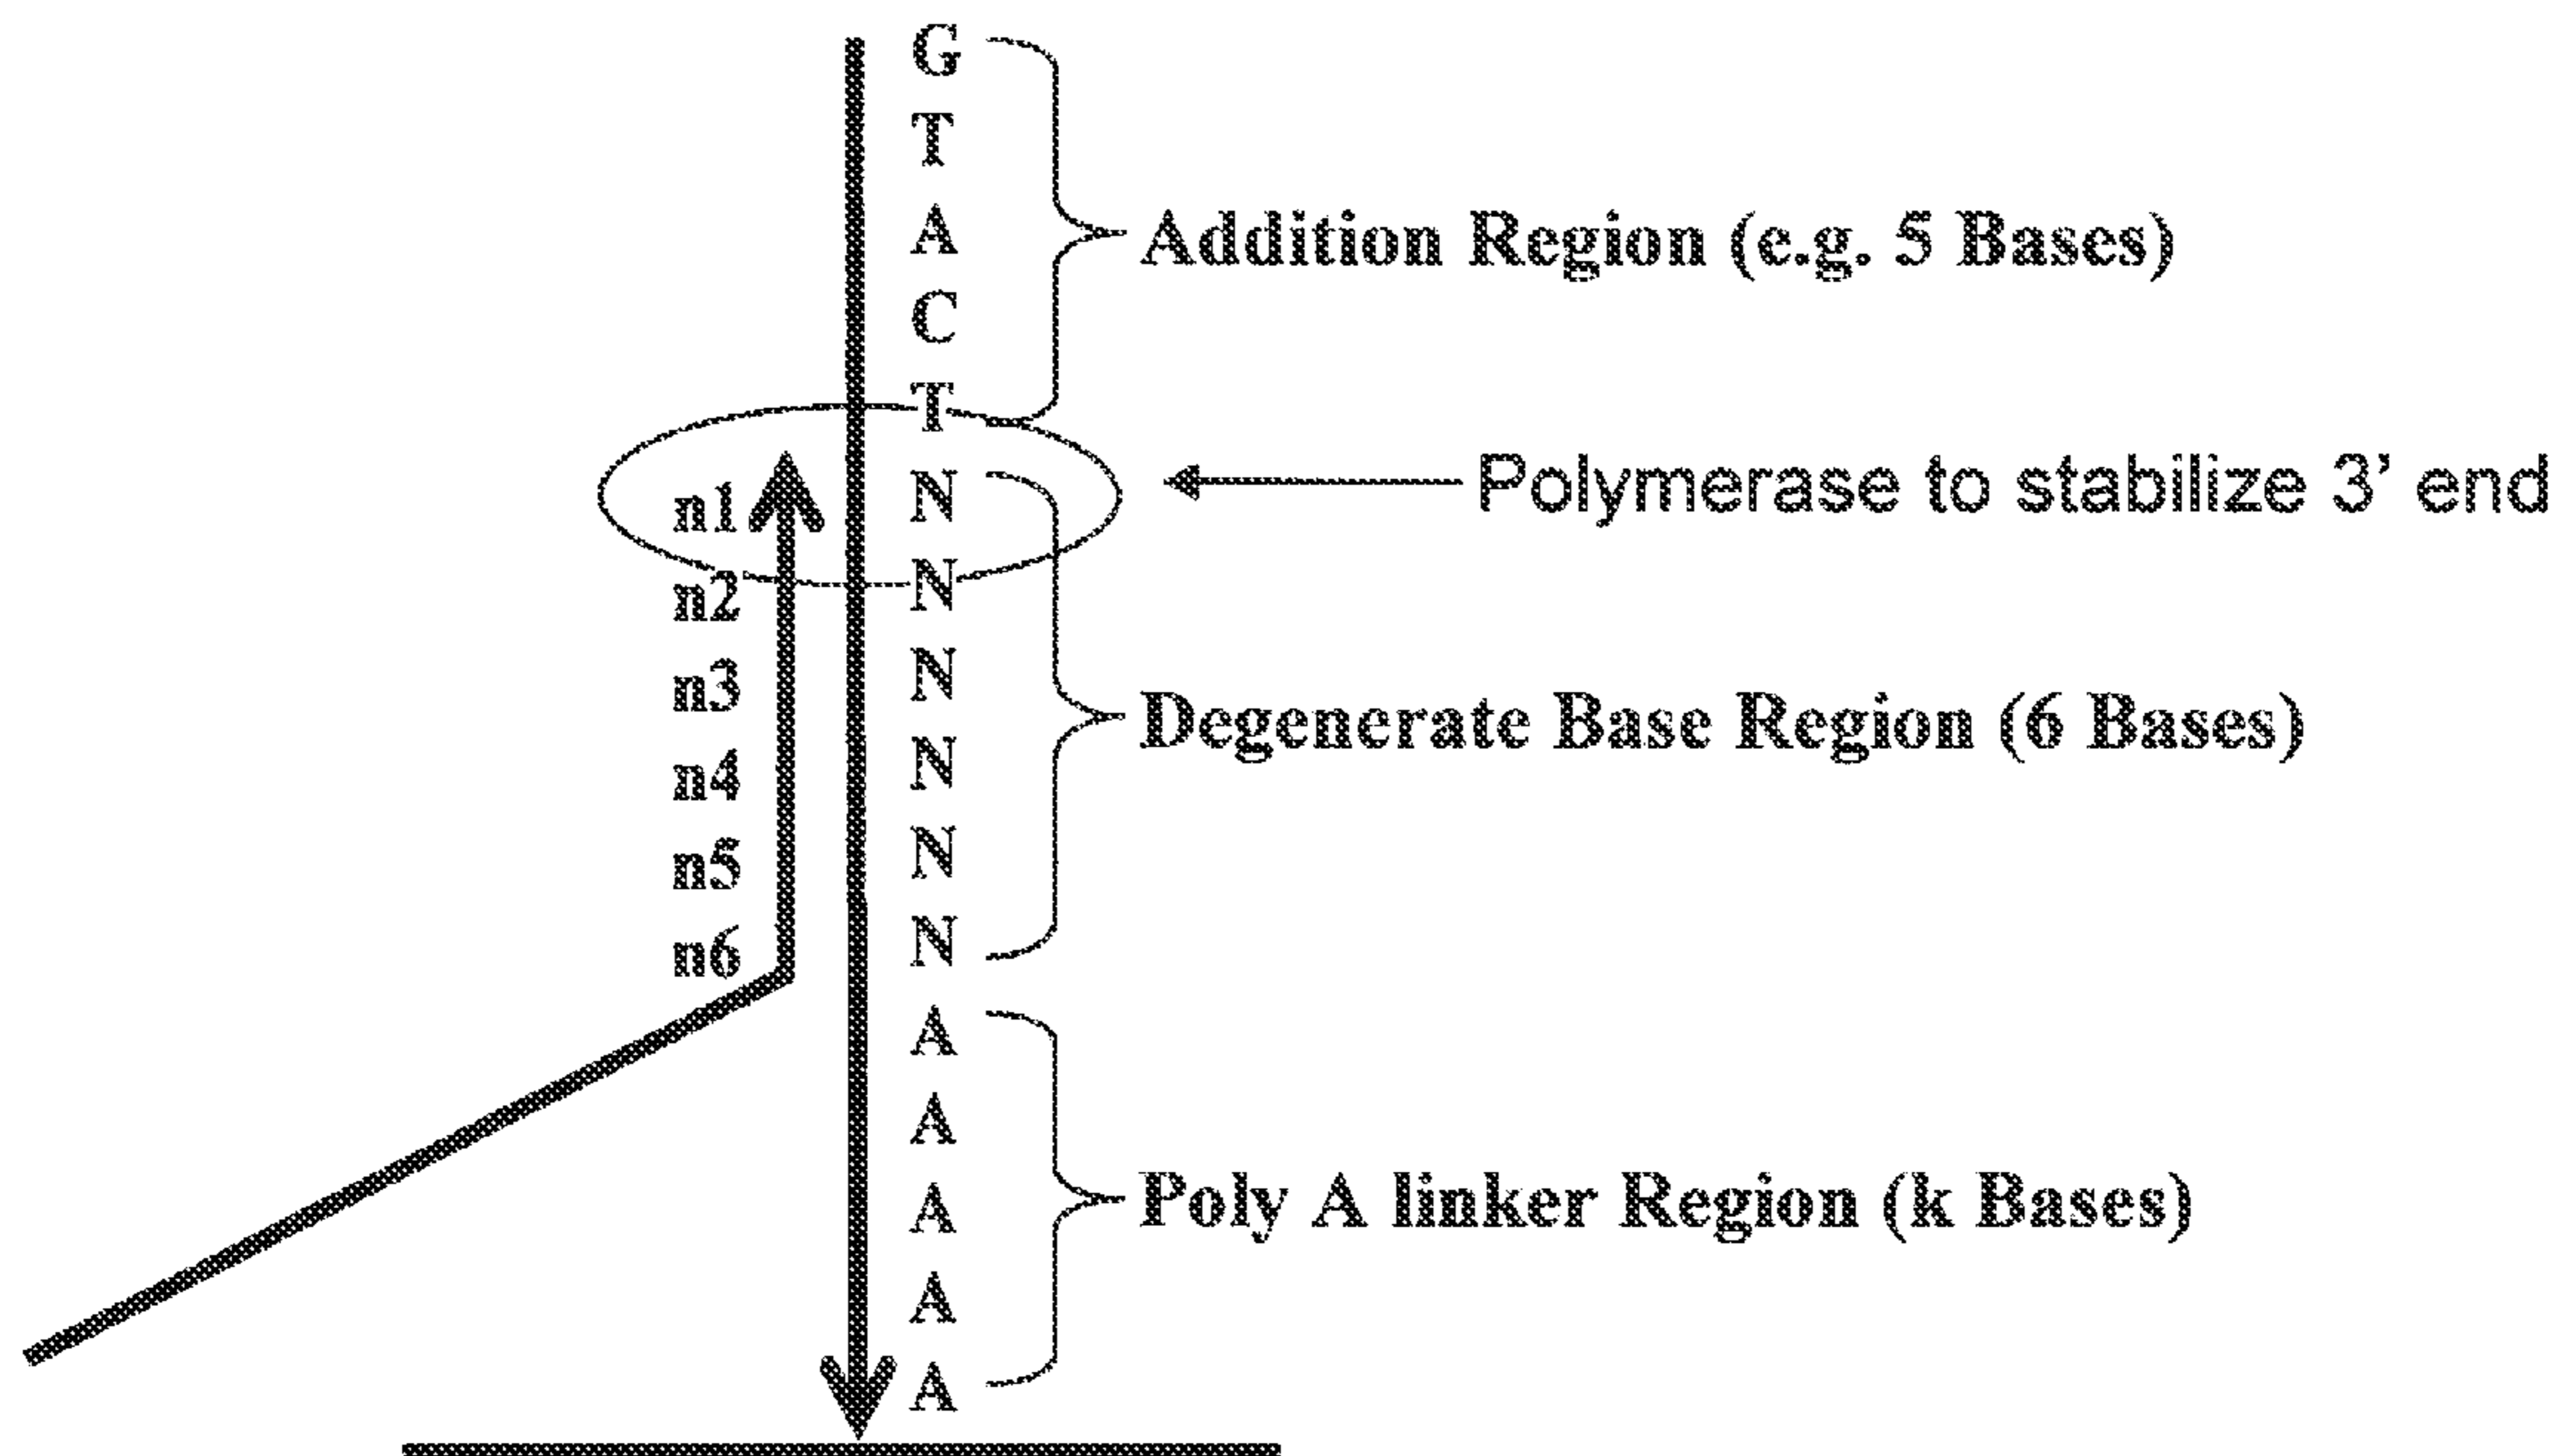 G
T
A
C
T
Addition Region (e.g. 5 Bases)
Polymerase to stabilize 3' end
n1 N
n2 N
n3 N
n4 N
n5 N
n6 N
Degenerate Base Region (6 Bases)
A
A
A
A
A
Poly A linker Region (k Bases)